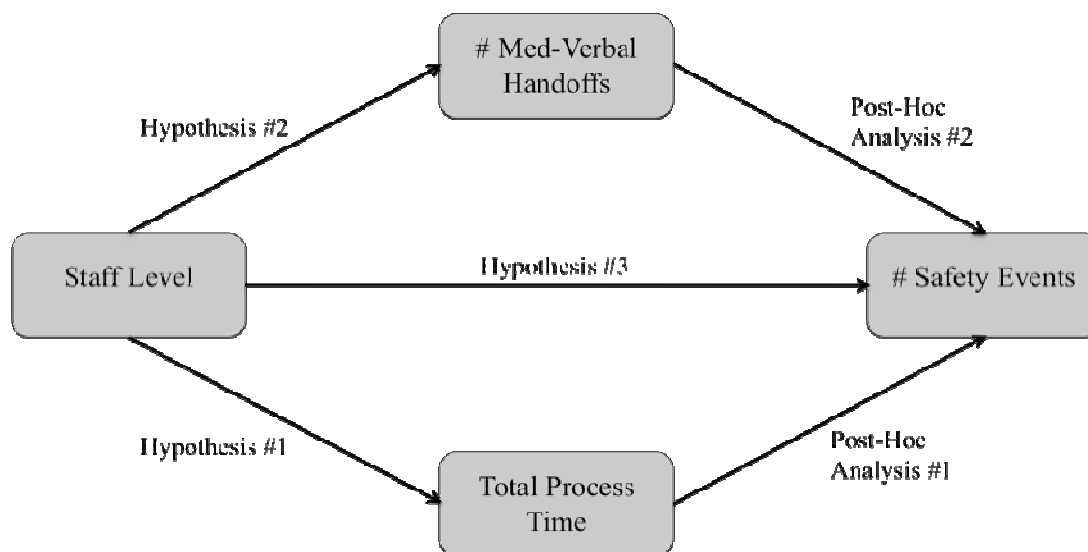 # Med-Verbal
Handoffs
Hypothesis #2
Post-Hoc
Analysis #2
Staff Level
Hypothesis #3
# Safety Events
Hypothesis #1
Post-Hoc
Analysis #1
Total Process
Time